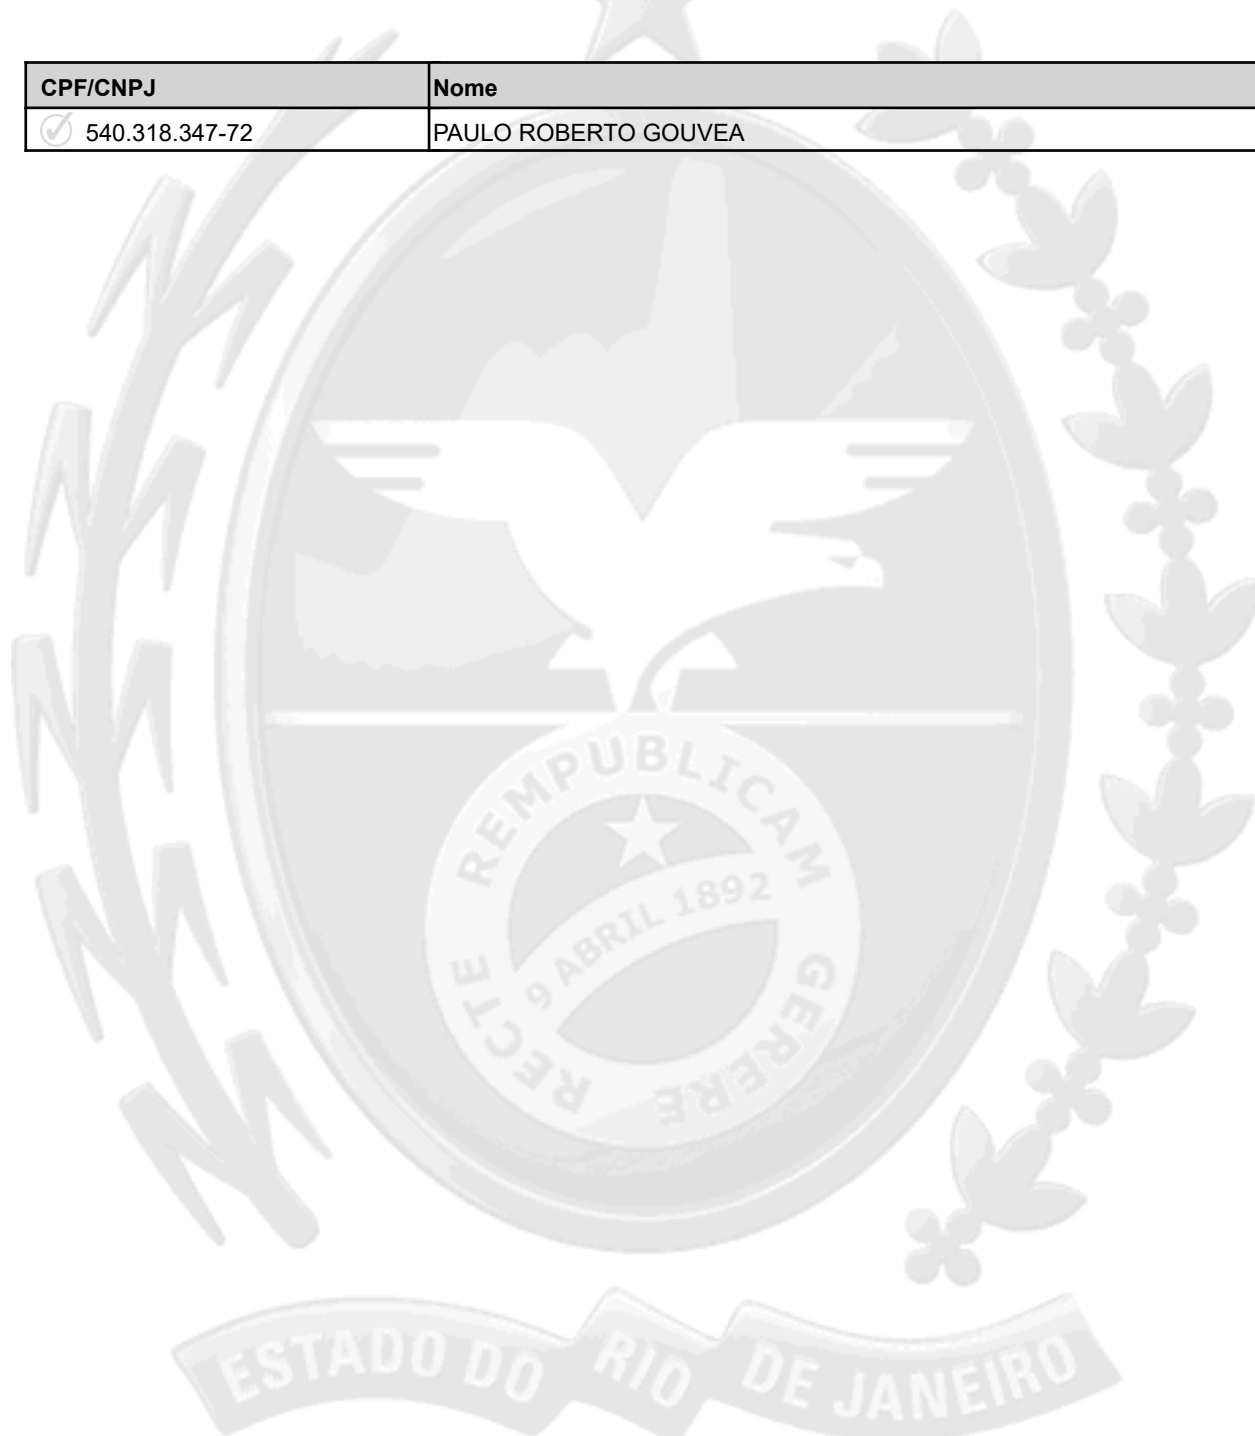 CPF/CNPJ Nome
540.318.347-72 PAULO ROBERTO GOUVEA
RECTE REMPUBLICAM GERERE
9 ABRIL 1892
ESTADO DO RIO DE JANEIRO